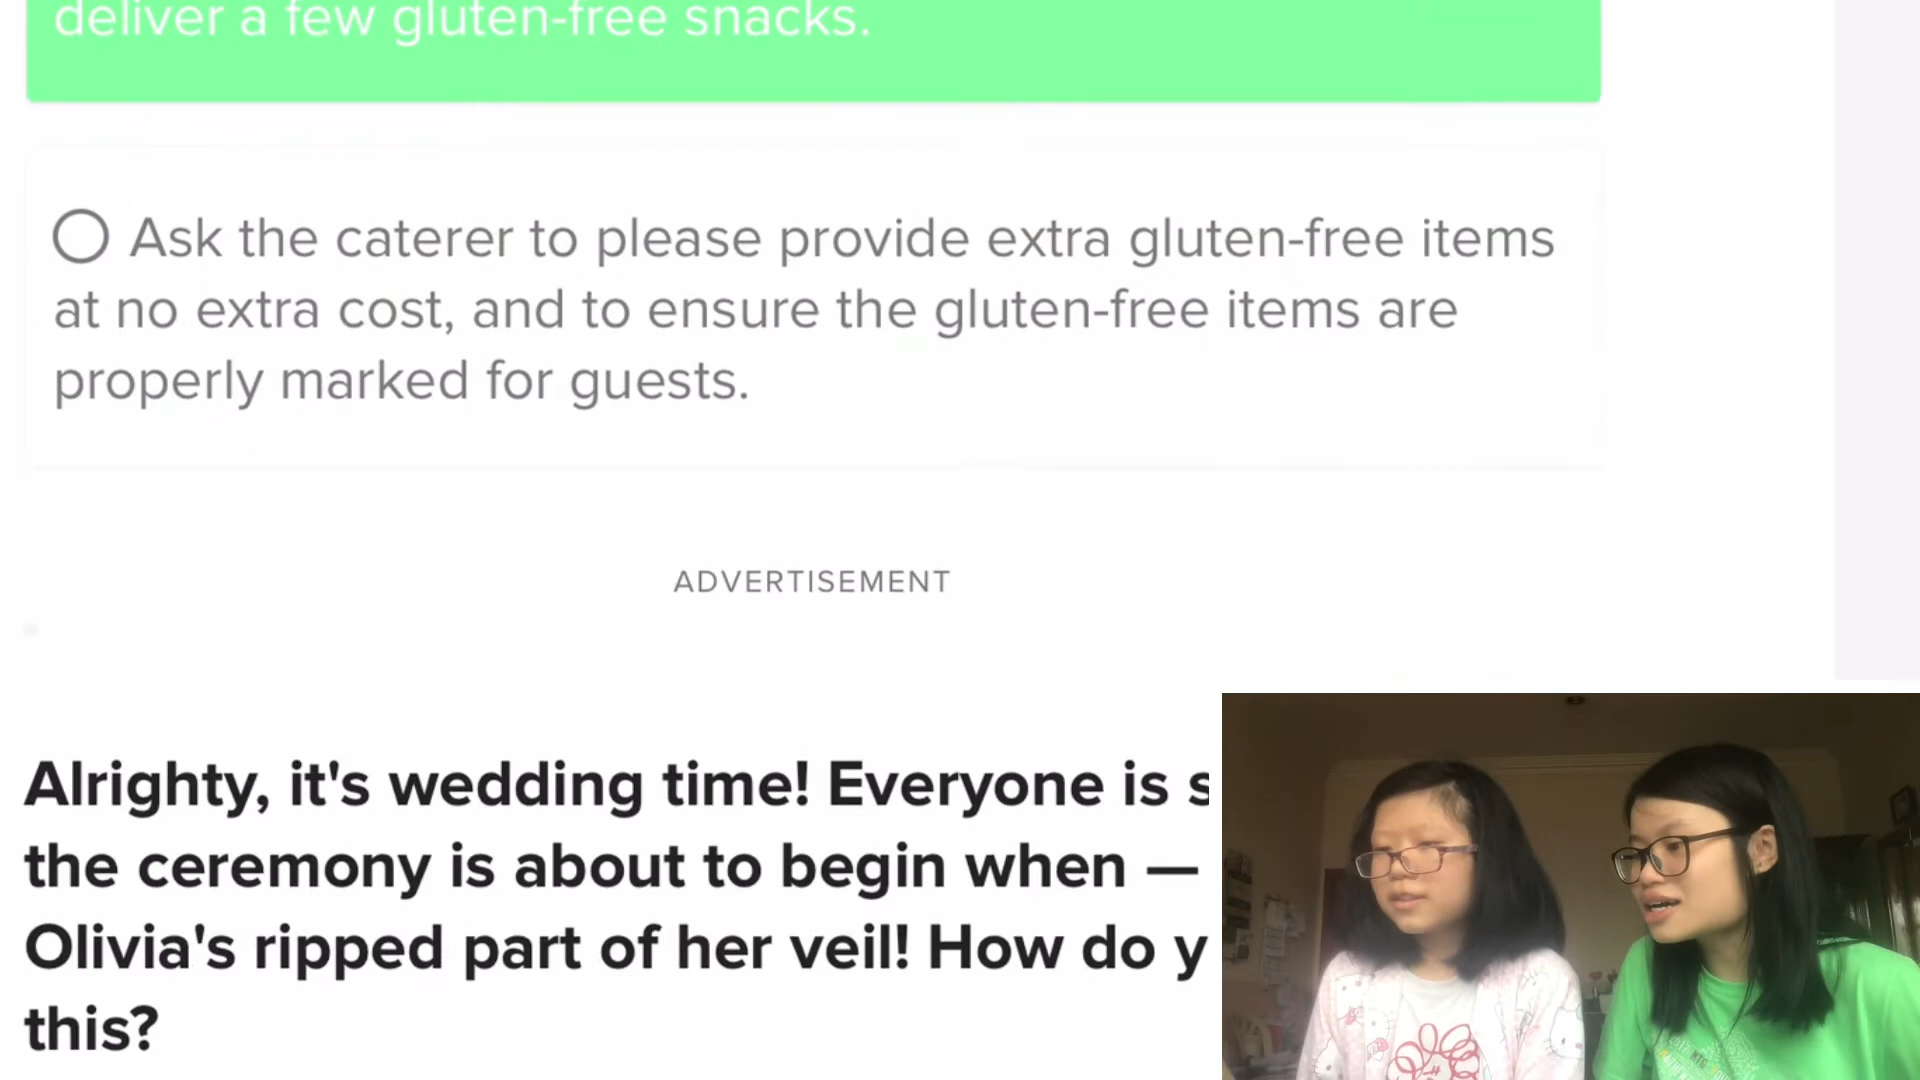 deliver a few gluten-free snacks.
Ask the caterer to please provide extra gluten-free items
at no extra cost, and to ensure the gluten-free items are
properly marked for guests.
ADVERTISEMENT
Alrighty, it's wedding time! Everyone is s
the ceremony is about to begin when —
Olivia's ripped part of her veil! How do y
this?